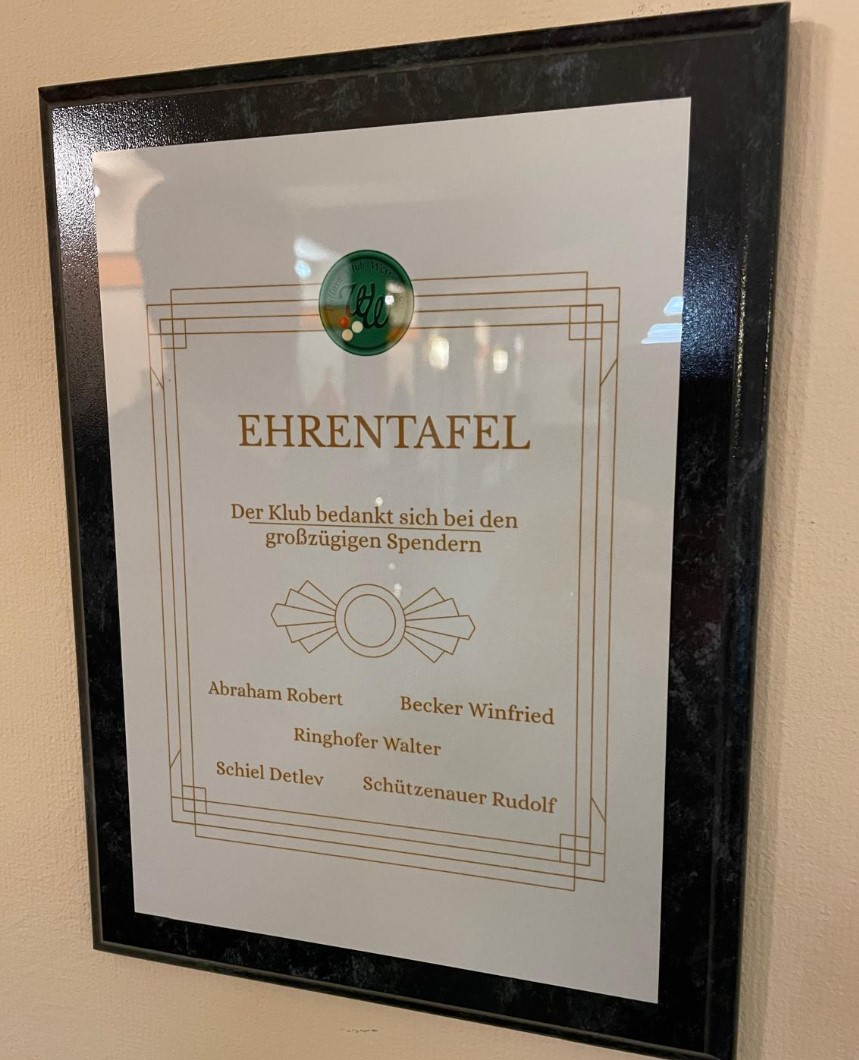 EHRENTAFEL
Der Klub bedankt sich bei den
großzügigen Spendern
Abraham Robert Becker Winfried
Ringhofer Walter
Schiel Detlev Schützenauer Rudolf